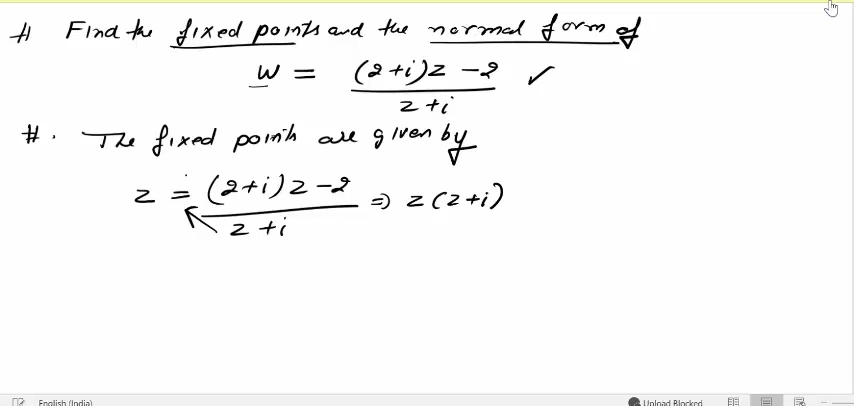 # Find the fixed points and the normal form of
w = (2+i)z - 2 / z+i ✓
#. The fixed points are given by
z = (2+i)z - 2 / z+i ⇒ z(z+i)
English (India) Upload Blocked